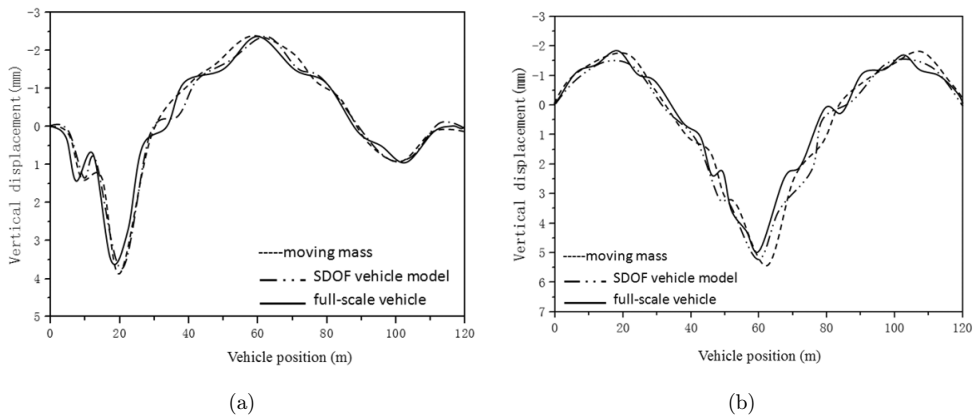 -3
-2
-1
0
1
2
3
4
5
Vertical displacement(mm)
0 20 40 60 80 100 120
Vehicle position (m)
moving mass
SDOF vehicle model
full-scale vehicle
(a)
-3
-2
-1
0
1
2
3
4
5
6
7
Vertical displacement(mm)
0 20 40 60 80 100 120
Vehicle position (m)
moving mass
SDOF vehicle model
full-scale vehicle
(b)